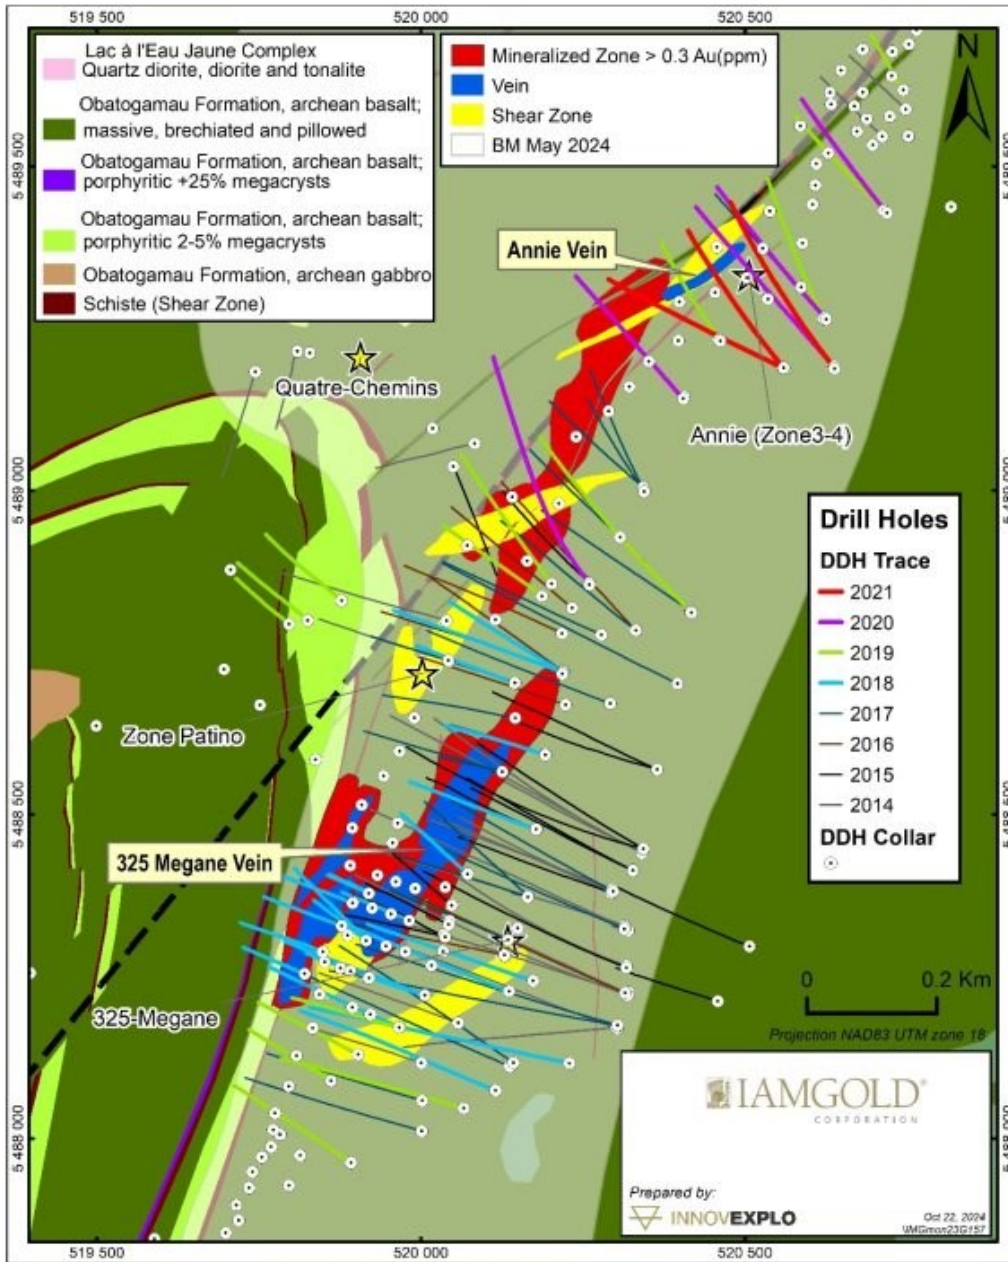 519 500
520 000
520 500
Lac à l'Eau Jaune Complex
Quartz diorite, diorite and tonalite
Obatogamau Formation, archean basalt;
massive, brechiated and pillowed
Obatogamau Formation, archean basalt;
porphyritic +25% megacrysts
Obatogamau Formation, archean basalt;
porphyritic 2-5% megacrysts
Obatogamau Formation, archean gabbro
Schiste (Shear Zone)
Mineralized Zone > 0.3 Au(ppm)
Vein
Shear Zone
BM May 2024
N
5 489 500
5 489 500
Annie Vein
Quatre-Chemins
Annie (Zone3-4)
5 489 000
5 489 000
Drill Holes
DDH Trace
2021
2020
2019
2018
2017
2016
2015
2014
DDH Collar
Zone Patino
5 488 500
5 488 500
325 Megane Vein
325-Megane
0
0.2 Km
Projection NAD83 UTM zone 18
5 488 000
5 488 000
IAMGOLD®
CORPORATION
Prepared by:
INNOVEXPLO
Oct 22, 2024
519 500
520 000
520 500